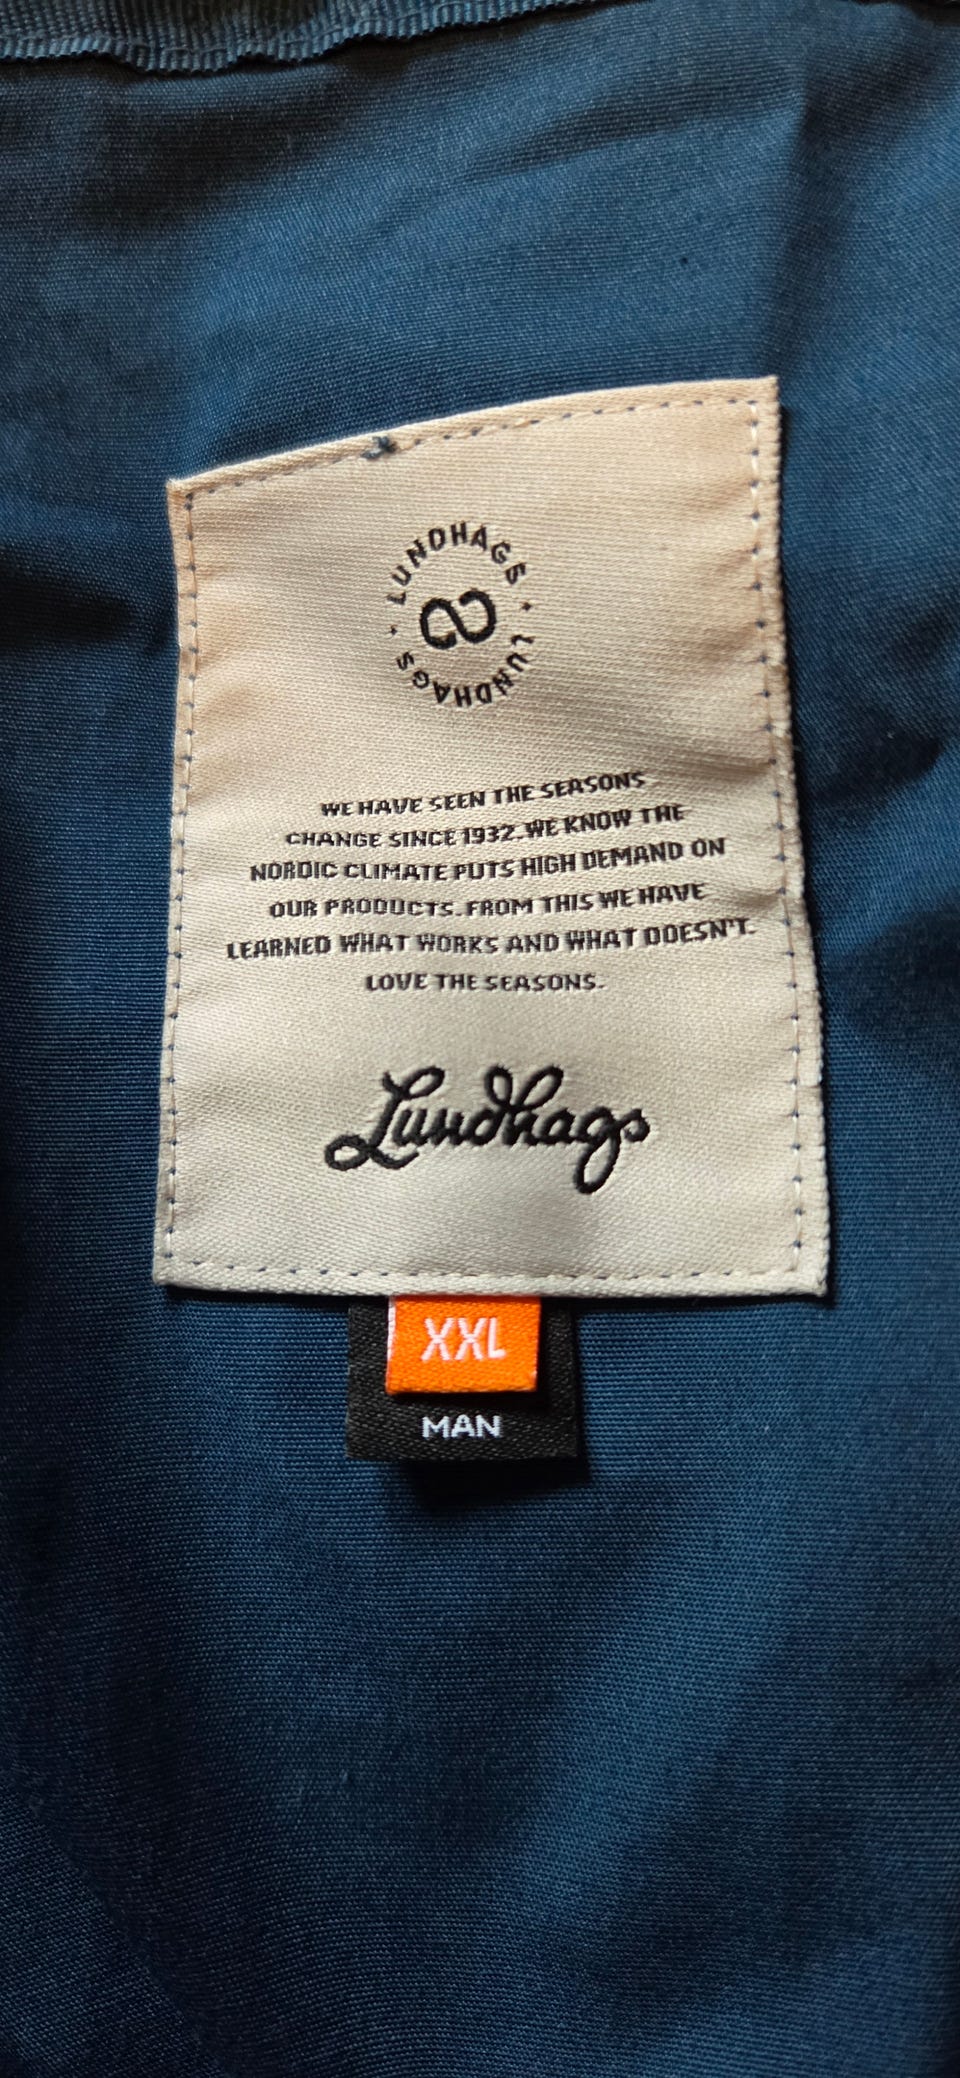 LUNDHAGS · LUNDHAGS ·
WE HAVE SEEN THE SEASONS
CHANGE SINCE 1932. WE KNOW THE
NORDIC CLIMATE PUTS HIGH DEMAND ON
OUR PRODUCTS. FROM THIS WE HAVE
LEARNED WHAT WORKS AND WHAT DOESN'T.
LOVE THE SEASONS.
Lundhags
XXL
MAN